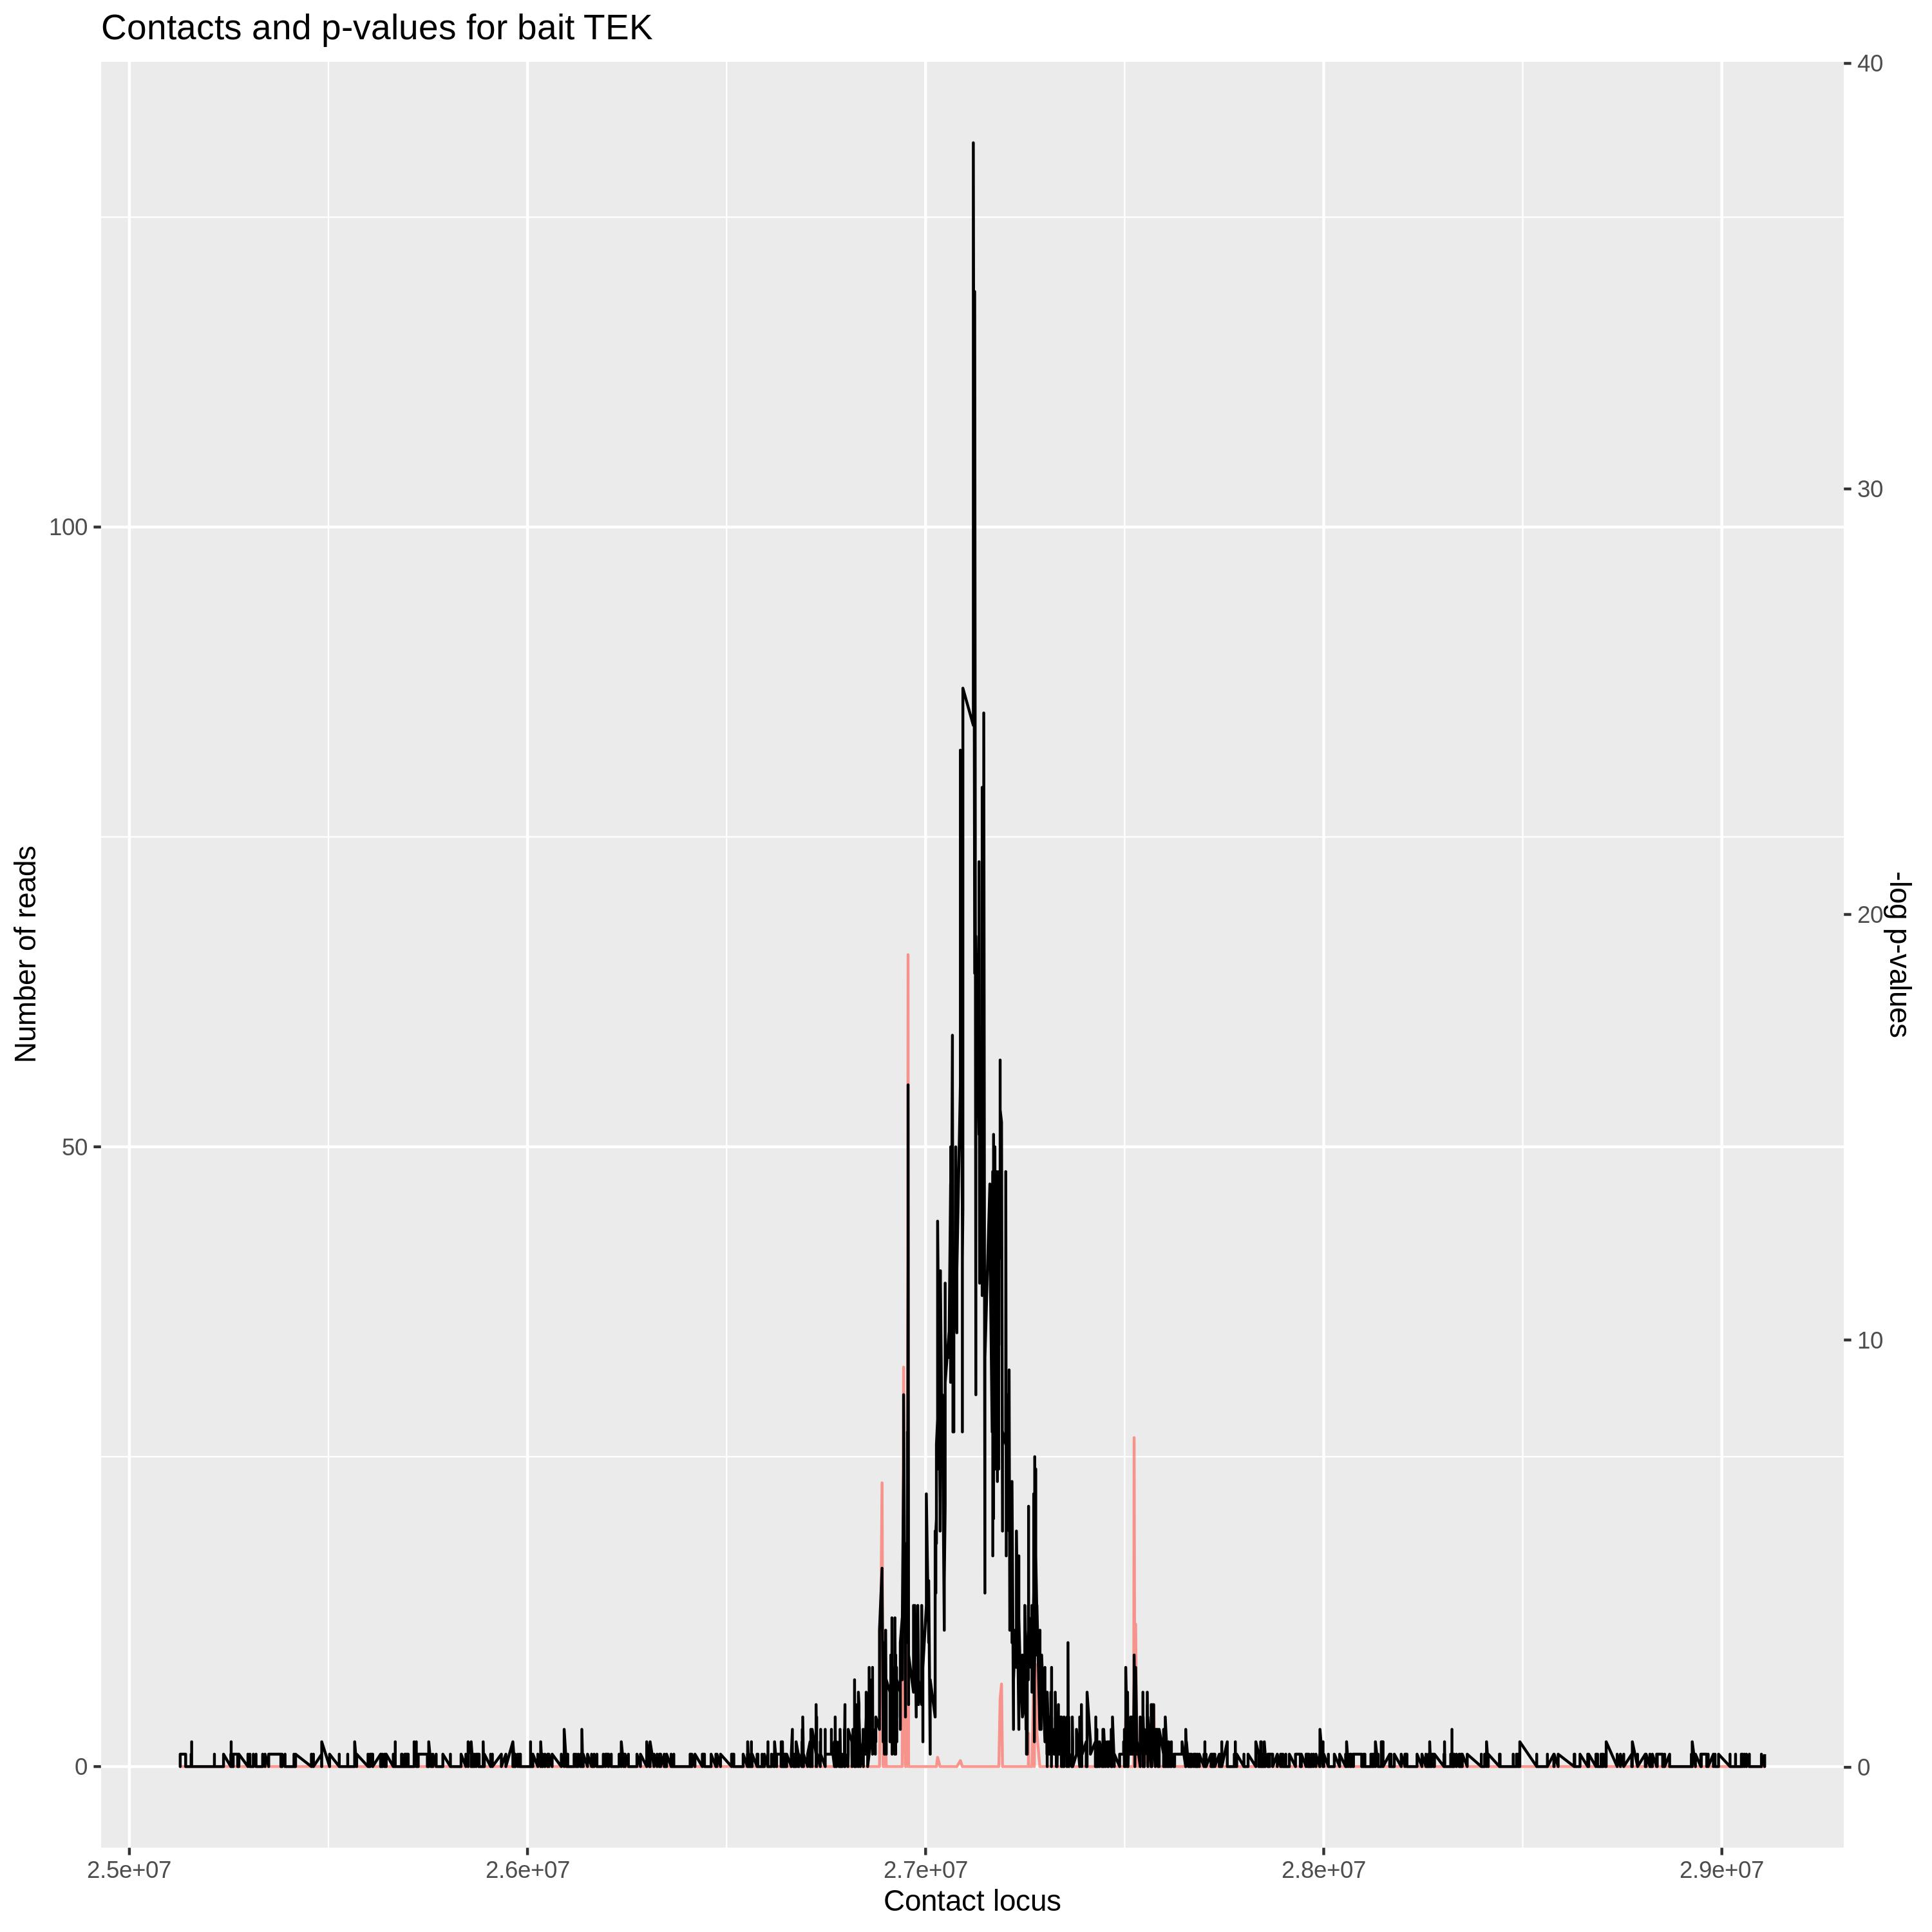 Contacts and p-values for bait TEK
40
30
20
10
0
100
50
0
Number of reads
-log p-values
2.5e+07 2.6e+07 2.7e+07 2.8e+07 2.9e+07
Contact locus